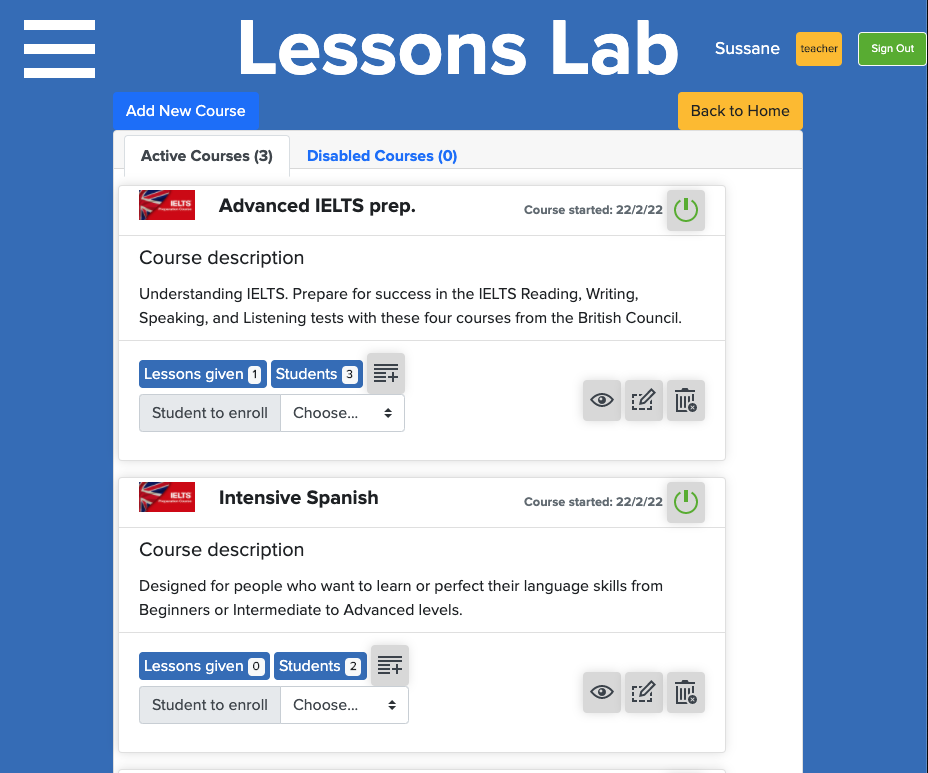 Lessons Lab
Sussane
teacher
Sign Out
Add New Course
Back to Home
Active Courses (3)
Disabled Courses (0)
IELTS
Advanced IELTS prep.
Course started: 22/2/22
Course description
Understanding IELTS. Prepare for success in the IELTS Reading, Writing,
Speaking, and Listening tests with these four courses from the British Council.
Lessons given 1
Students 3
Student to enroll
Choose...
IELTS
Intensive Spanish
Course started: 22/2/22
Course description
Designed for people who want to learn or perfect their language skills from
Beginners or Intermediate to Advanced levels.
Lessons given 0
Students 2
Student to enroll
Choose...